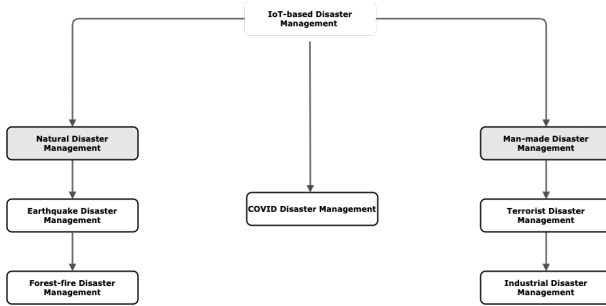 IoT-based Disaster
Management
Natural Disaster
Management
Man-made Disaster
Management
Earthquake Disaster
Management
COVID Disaster Management
Terrorist Disaster
Management
Forest-fire Disaster
Management
Industrial Disaster
Management